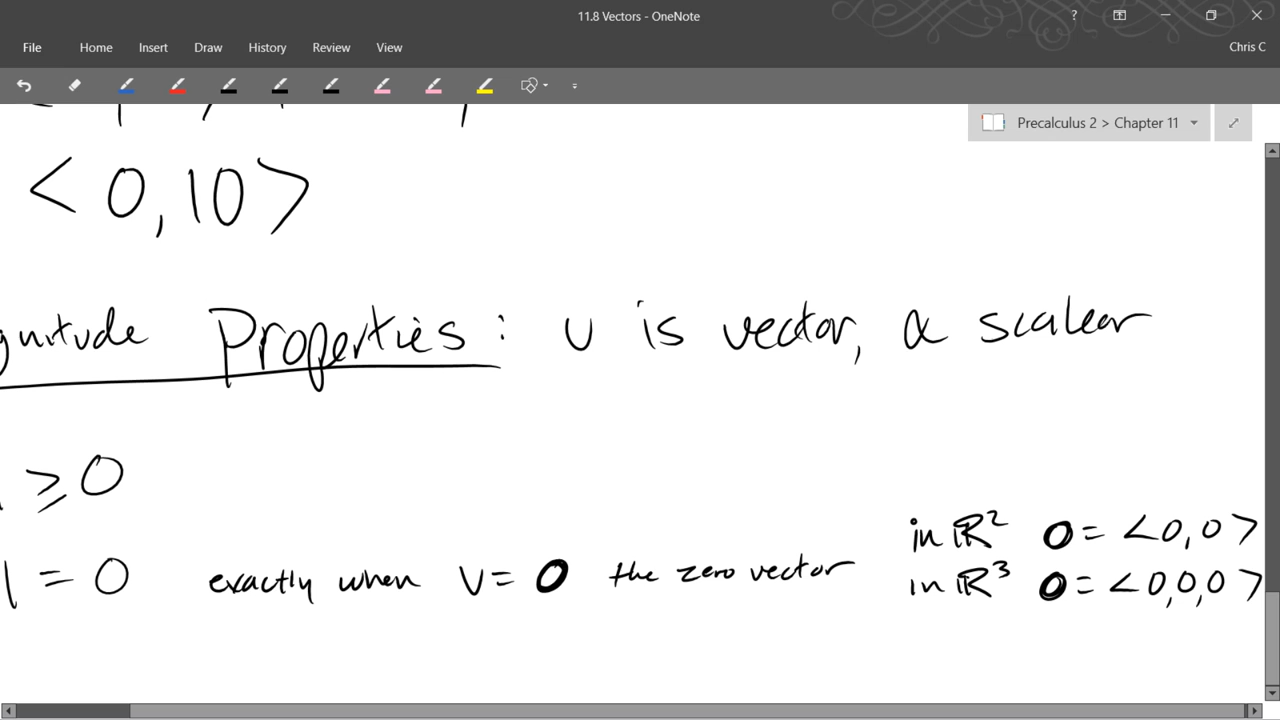 11.8 Vectors - OneNote
?
File Home Insert Draw History Review View
Chris C
Precalculus 2 > Chapter 11
< 0, 10 >
gnitude Properties: v is vector, a scalear
≥ 0
in ℝ² 0 = <0, 0>
| = 0 exactly when v = 0 the zero vector
in ℝ³ 0 = <0, 0, 0>